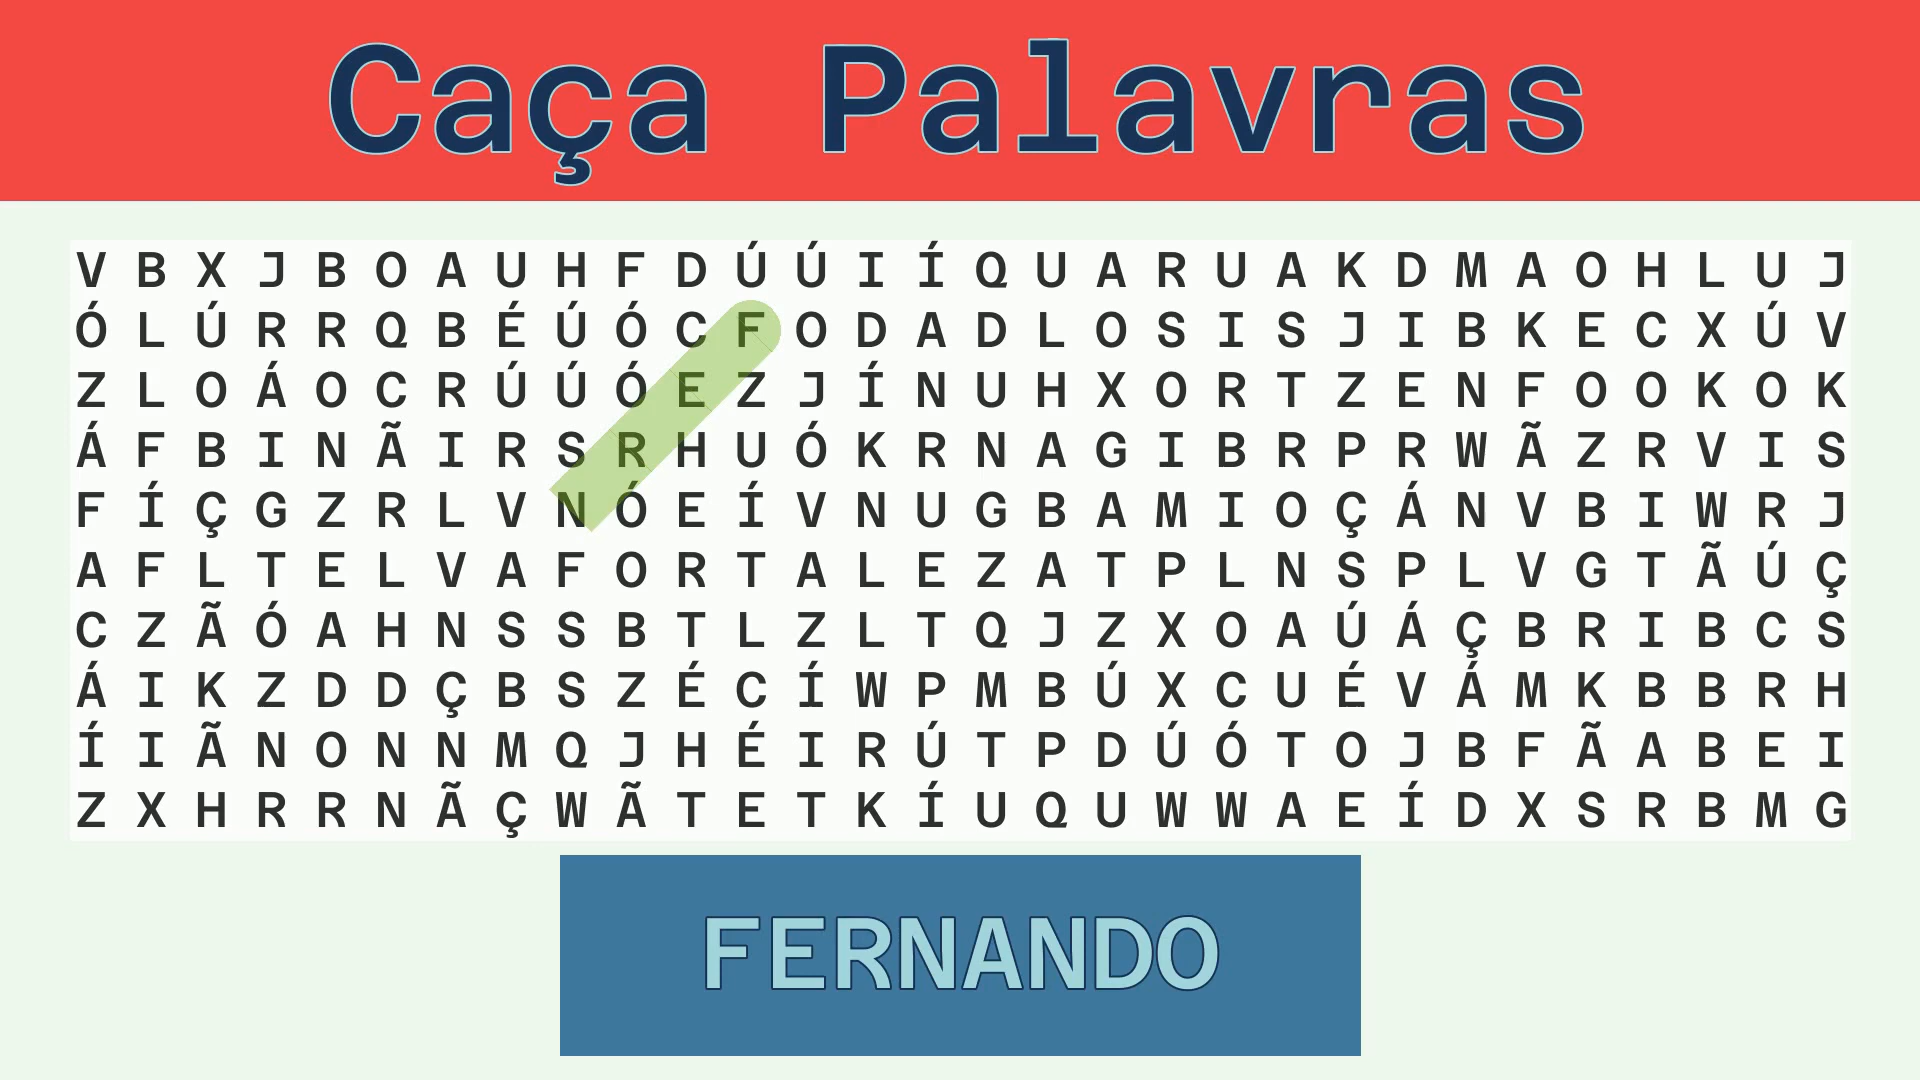 Caça Palavras
V B X J B O A U H F D Ú Ú I Í Q U A R U A K D M A O H L U J
Ó L Ú R R Q B É Ú Ó C F O D A D L O S I S J I B K E C X Ú V
Z L O Á O C R Ú Ú Ó E Z J Í N U H X O R T Z E N F O O K O K
Á F B I N Ã I R S R H U Ó K R N A G I B R P R W Ã Z R V I S
F Í Ç G Z R L V N Ó E Í V N U G B A M I O Ç Á N V B I W R J
A F L T E L V A F O R T A L E Z A T P L N S P L V G T Ã Ú Ç
C Z Ã Ó A H N S S B T L Z L T Q J Z X O A Ú Á Ç B R I B C S
Á I K Z D D Ç B S Z É C Í W P M B Ú X C U É V Á M K B B R H
Í I Ã N O N N M Q J H É I R Ú T P D Ú Ó T O J B F Ã A B E I
Z X H R R N Ã Ç W Ã T E T K Í U Q U W W A E Í D X S R B M G
FERNANDO